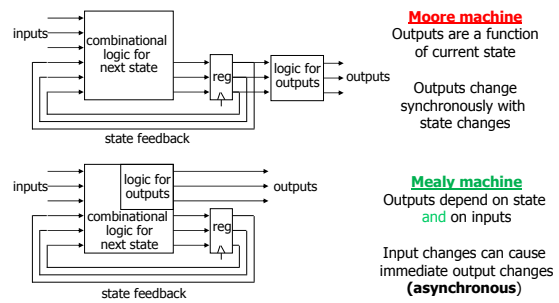 inputs
combinational
logic for
next state
reg
logic for
outputs
outputs
state feedback
Moore machine
Outputs are a function
of current state
Outputs change
synchronously with
state changes
inputs
logic for
outputs
outputs
combinational
logic for
next state
reg
state feedback
Mealy machine
Outputs depend on state
and on inputs
Input changes can cause
immediate output changes
(asynchronous)